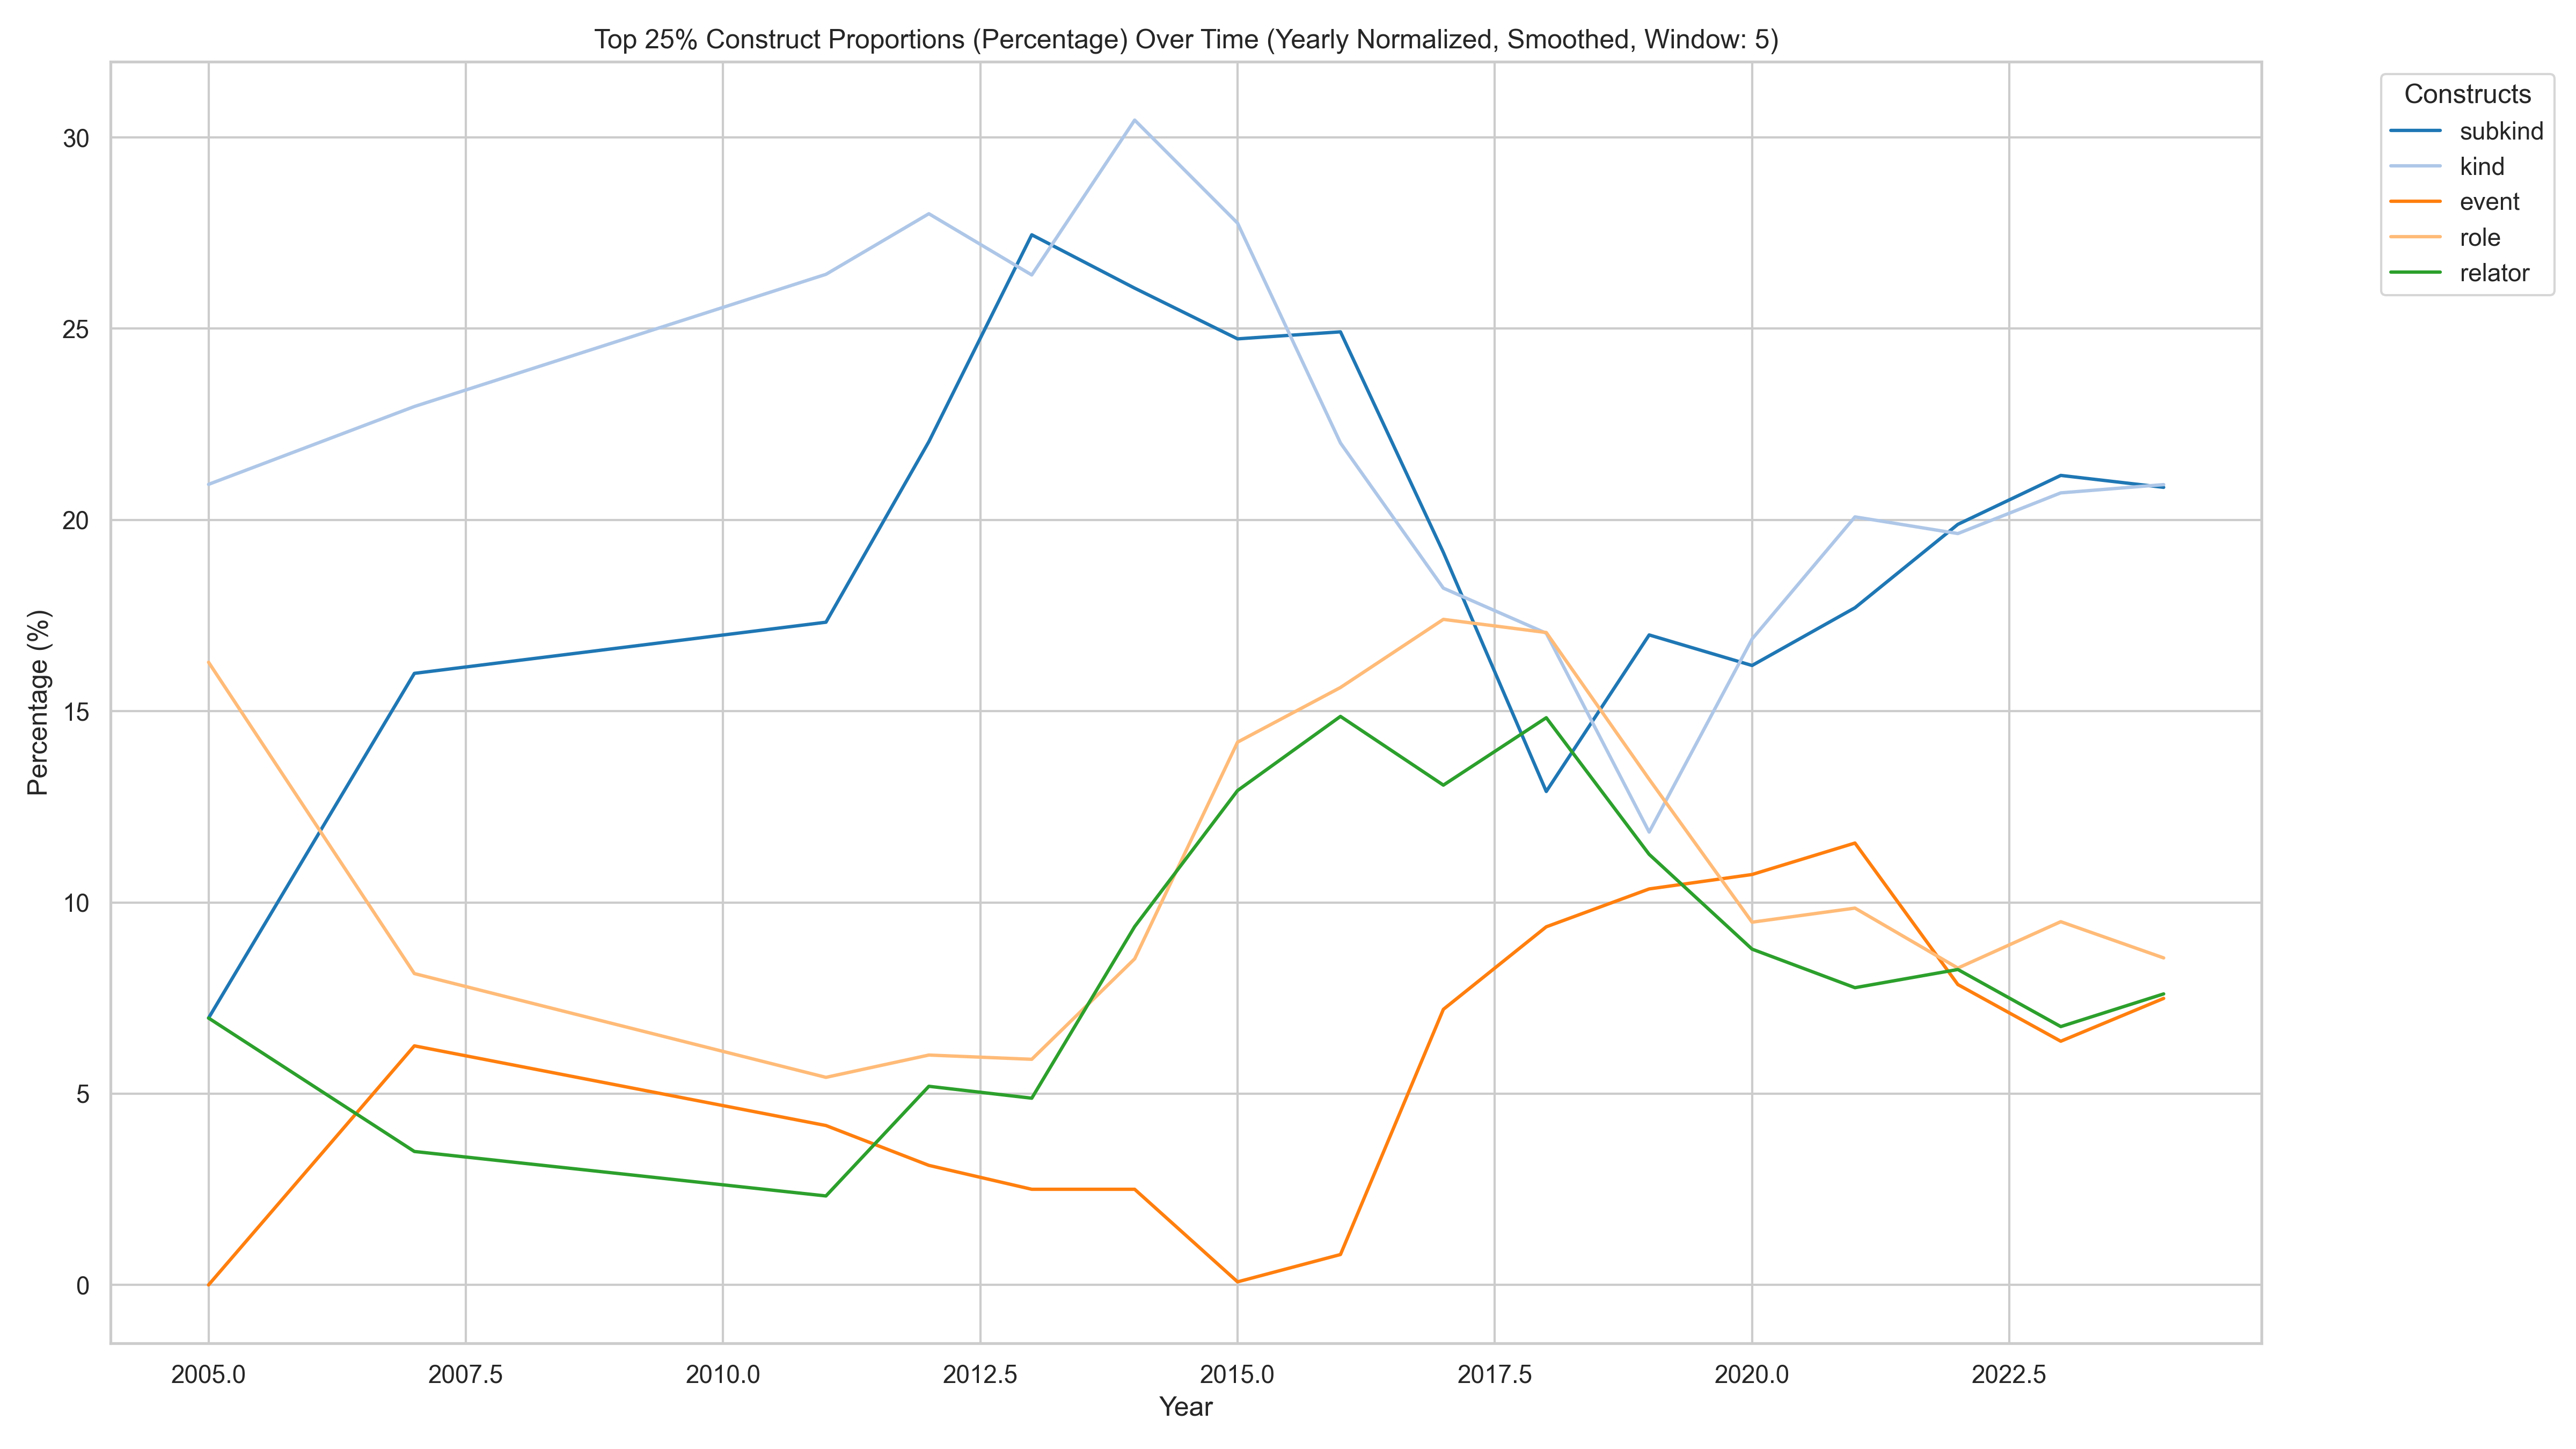 Top 25% Construct Proportions (Percentage) Over Time (Yearly Normalized, Smoothed, Window: 5)
Constructs
subkind
kind
event
role
relator
Percentage (%)
30
25
20
15
10
5
0
2005.0 2007.5 2010.0 2012.5 2015.0 2017.5 2020.0 2022.5
Year